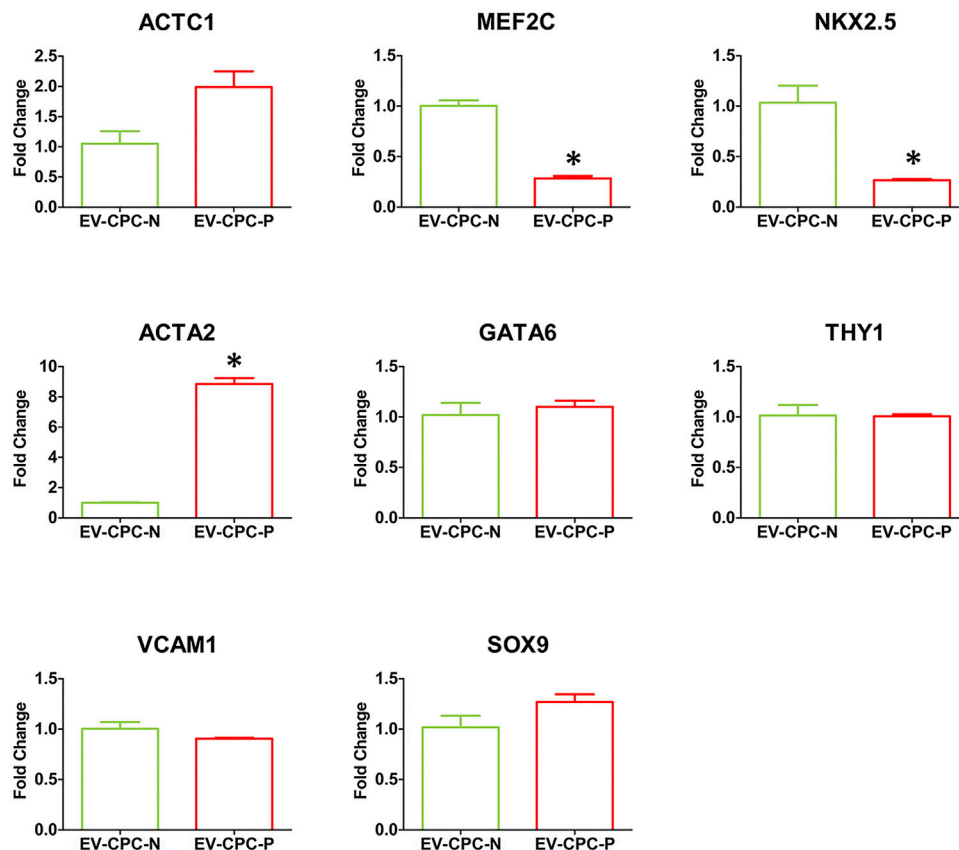 ACTC1
Fold Change
2.5
2.0
1.5
1.0
0.5
0.0
EV-CPC-N EV-CPC-P
MEF2C
Fold Change
1.5
1.0
0.5
0.0
*
EV-CPC-N EV-CPC-P
NKX2.5
Fold Change
1.5
1.0
0.5
0.0
*
EV-CPC-N EV-CPC-P
ACTA2
Fold Change
10
8
6
4
2
0
*
EV-CPC-N EV-CPC-P
GATA6
Fold Change
1.5
1.0
0.5
0.0
EV-CPC-N EV-CPC-P
THY1
Fold Change
1.5
1.0
0.5
0.0
EV-CPC-N EV-CPC-P
VCAM1
Fold Change
1.5
1.0
0.5
0.0
EV-CPC-N EV-CPC-P
SOX9
Fold Change
1.5
1.0
0.5
0.0
EV-CPC-N EV-CPC-P